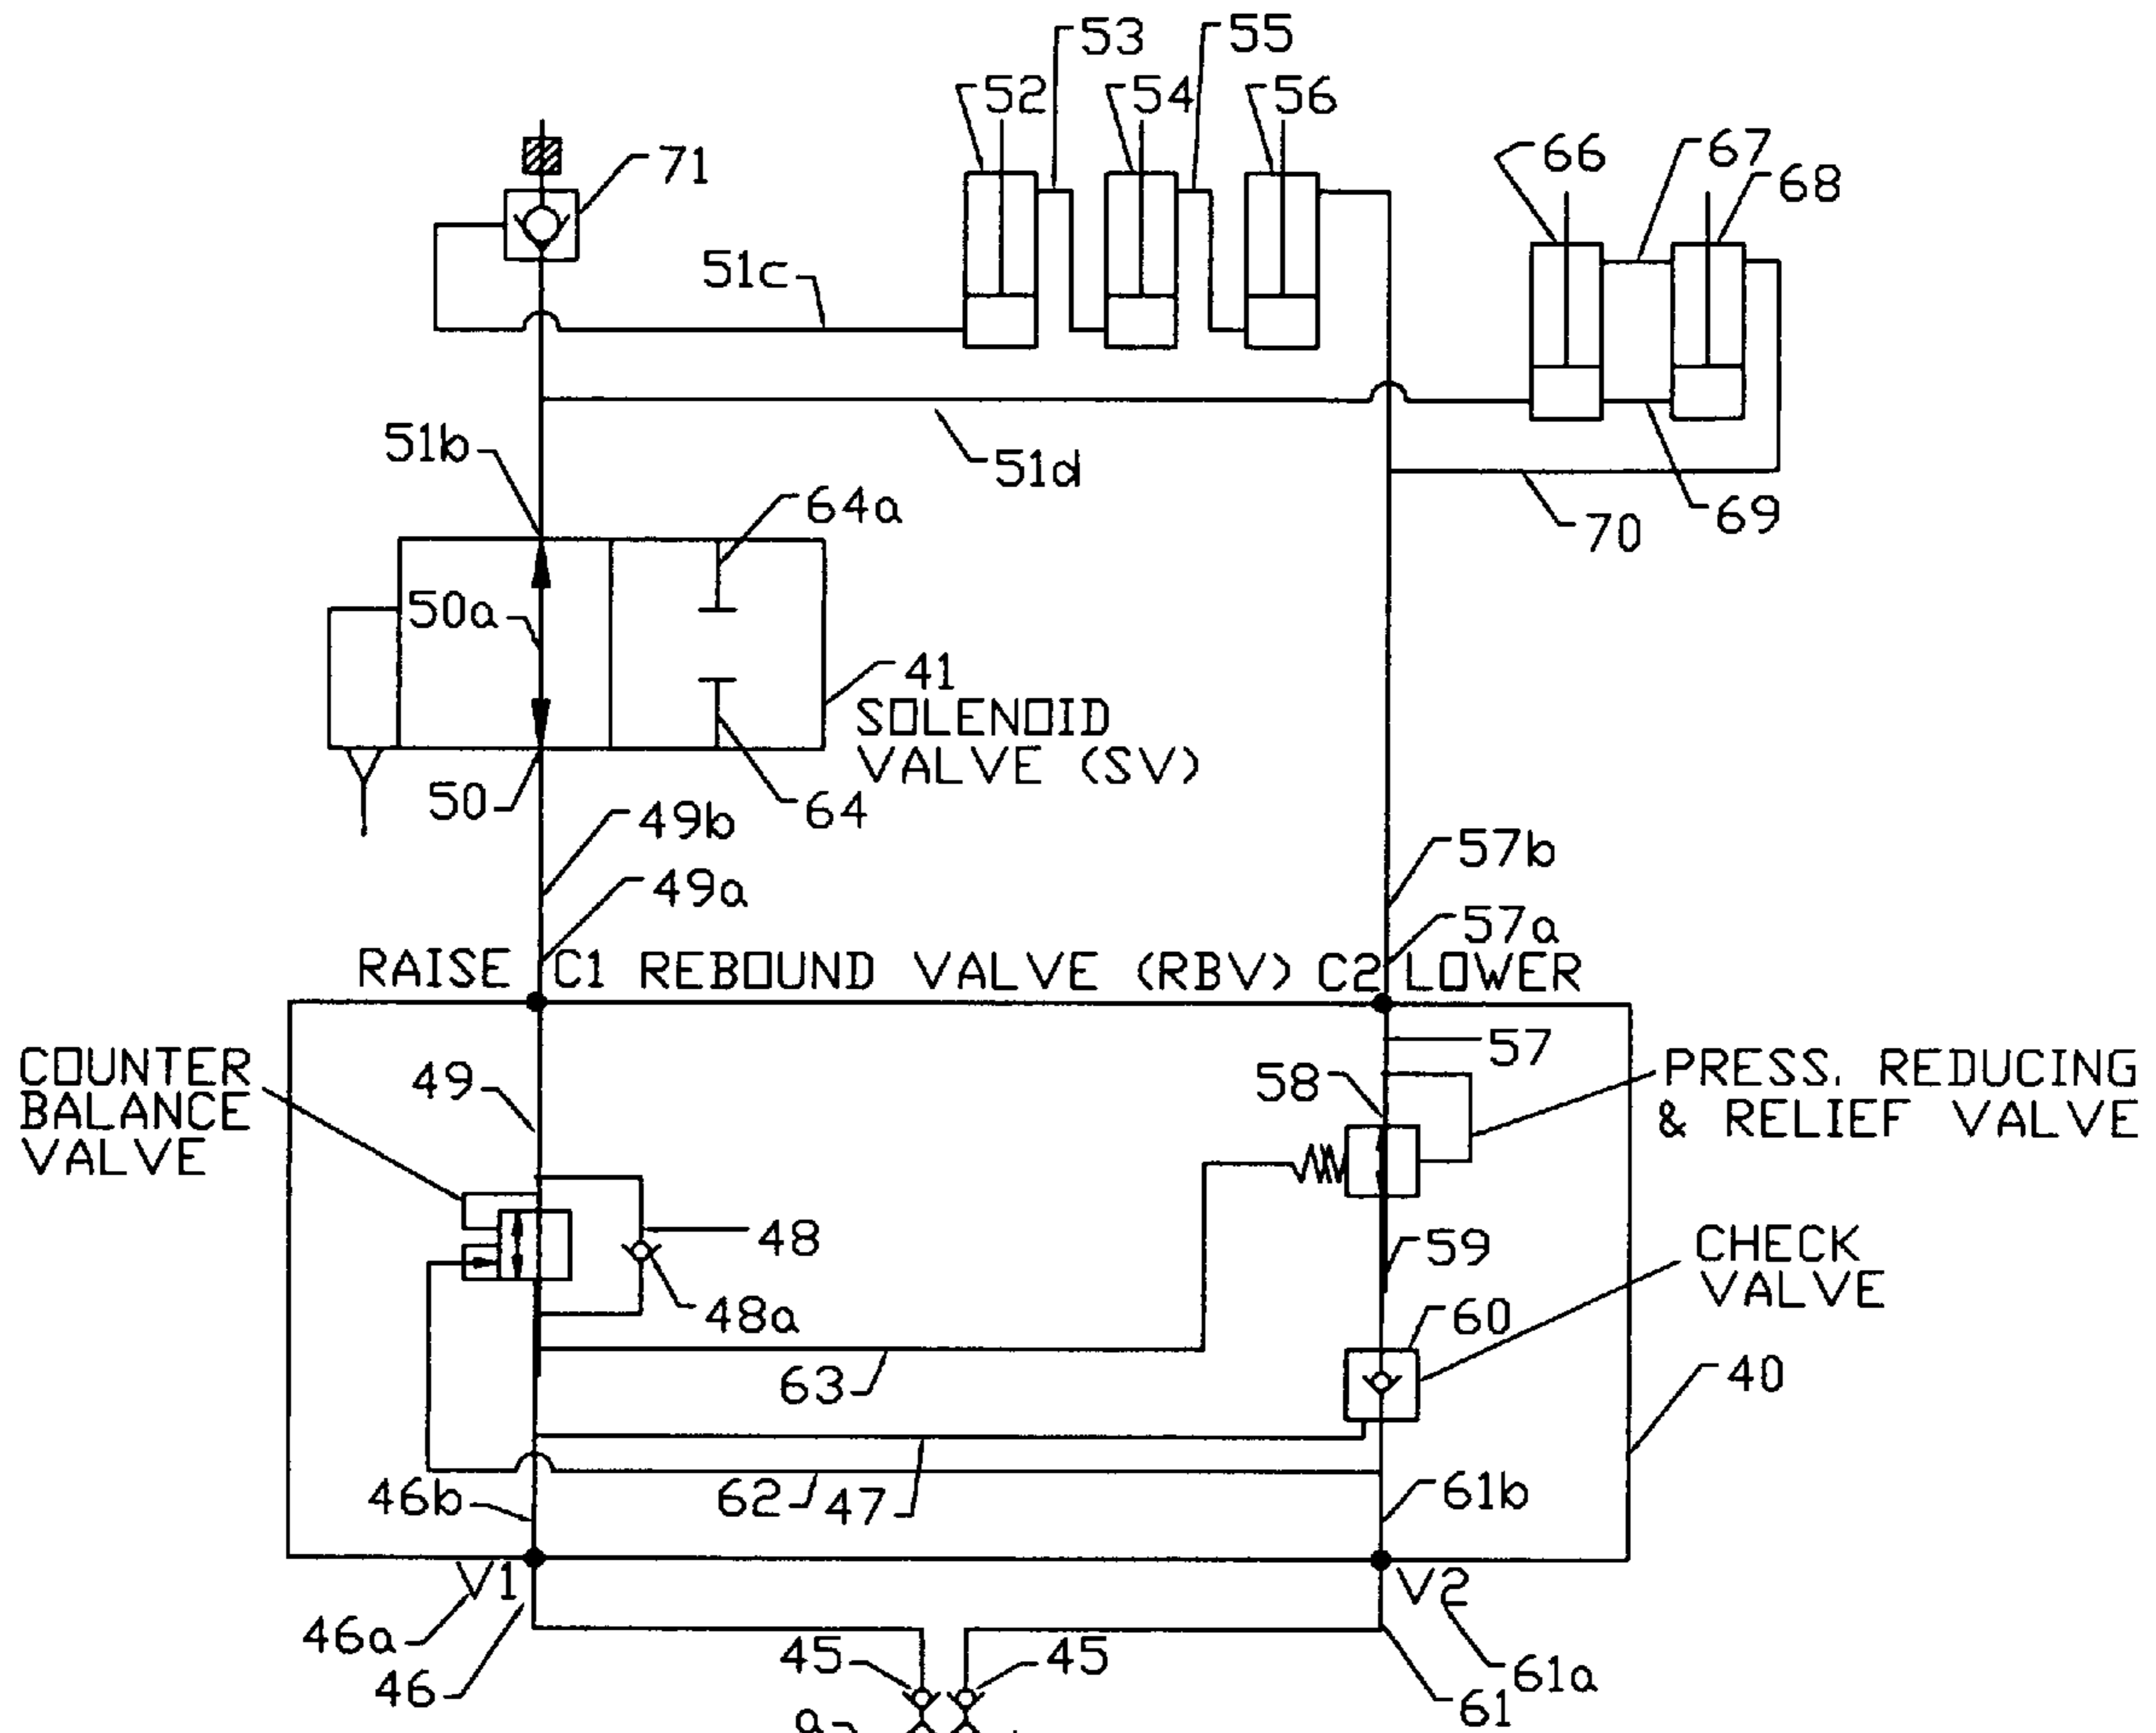 53
55
52
54
56
66
67
68
71
51c
51b
51d
64a
69
70
50a
41
SOLENOID
VALVE (SV)
50
64
49b
57b
49a
57a
RAISE C1 REBOUND VALVE (RBV) C2 LOWER
57
COUNTER
BALANCE
VALVE
49
58
PRESS. REDUCING
& RELIEF VALVE
48
59
CHECK
VALVE
48a
60
63
40
46b
62
47
61b
V1
V2
46a
45
45
61a
46
61